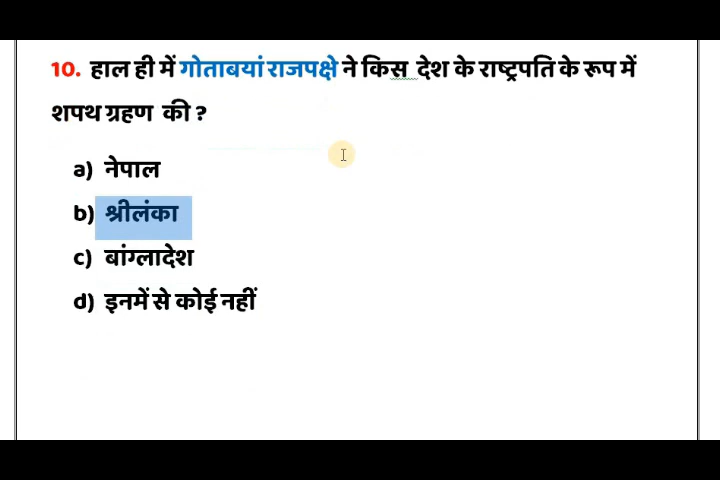 10. हाल ही में गोताबयां राजपक्षे ने किस देश के राष्ट्रपति के रूप में
शपथ ग्रहण की ?
a) नेपाल
b) श्रीलंका
c) बांग्लादेश
d) इनमें से कोई नहीं